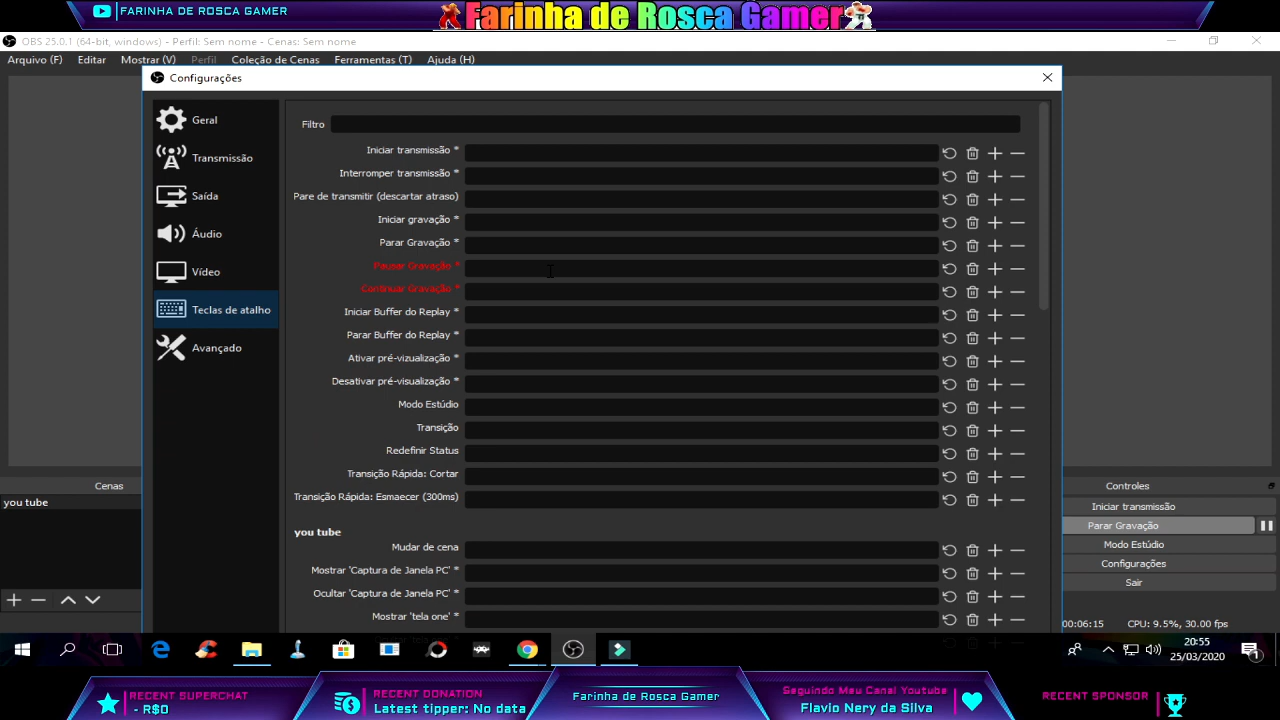 FARINHA DE ROSCA GAMER
Farinha de Rosca Gamer
OBS 25.0.1 (64-bit, windows) - Perfil: Sem nome - Cenas: Sem nome
Arquivo (F) Editar Mostrar (V) Perfil Coleção de Cenas Ferramentas (T) Ajuda (H)
Configurações
Geral
Transmissão
Saída
Áudio
Vídeo
Teclas de atalho
Avançado
Filtro
Iniciar transmissão *
Interromper transmissão *
Pare de transmitir (descartar atraso)
Iniciar gravação *
Parar Gravação *
Pausar Gravação *
Continuar Gravação *
Iniciar Buffer do Replay *
Parar Buffer do Replay *
Ativar pré-vizualização *
Desativar pré-visualização *
Modo Estúdio
Transição
Redefinir Status
Transição Rápida: Cortar
Transição Rápida: Esmaecer (300ms)
you tube
Mudar de cena
Mostrar 'Captura de Janela PC' *
Ocultar 'Captura de Janela PC' *
Mostrar 'tela one' *
Cenas
you tube
Controles
Iniciar transmissão
Parar Gravação
Modo Estúdio
Configurações
Sair
00:06:15 CPU: 9.5%, 30.00 fps
20:55
25/03/2020
1
RECENT SUPERCHAT
- R$0
RECENT DONATION
Latest tipper: No data
Farinha de Rosca Gamer
Seguindo Meu Canal Youtube
Flavio Nery da Silva
RECENT SPONSOR